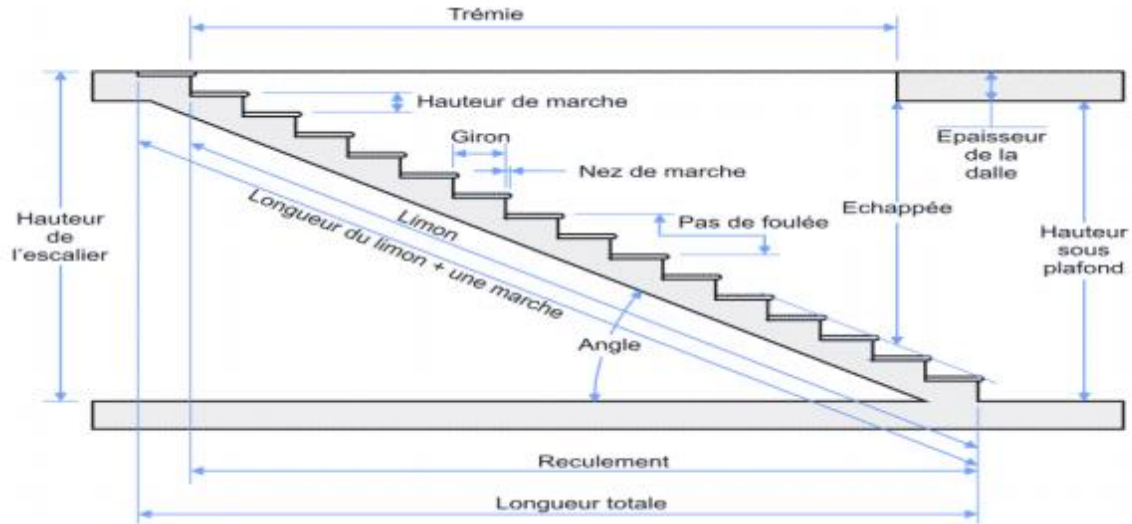 Trémie
Hauteur de marche
Giron
Nez de marche
Epaisseur
de la
dalle
Echappée
Pas de foulée
Hauteur
de
l'escalier
Limon
Longueur du limon + une marche
Hauteur
sous
plafond
Angle
Reculement
Longueur totale